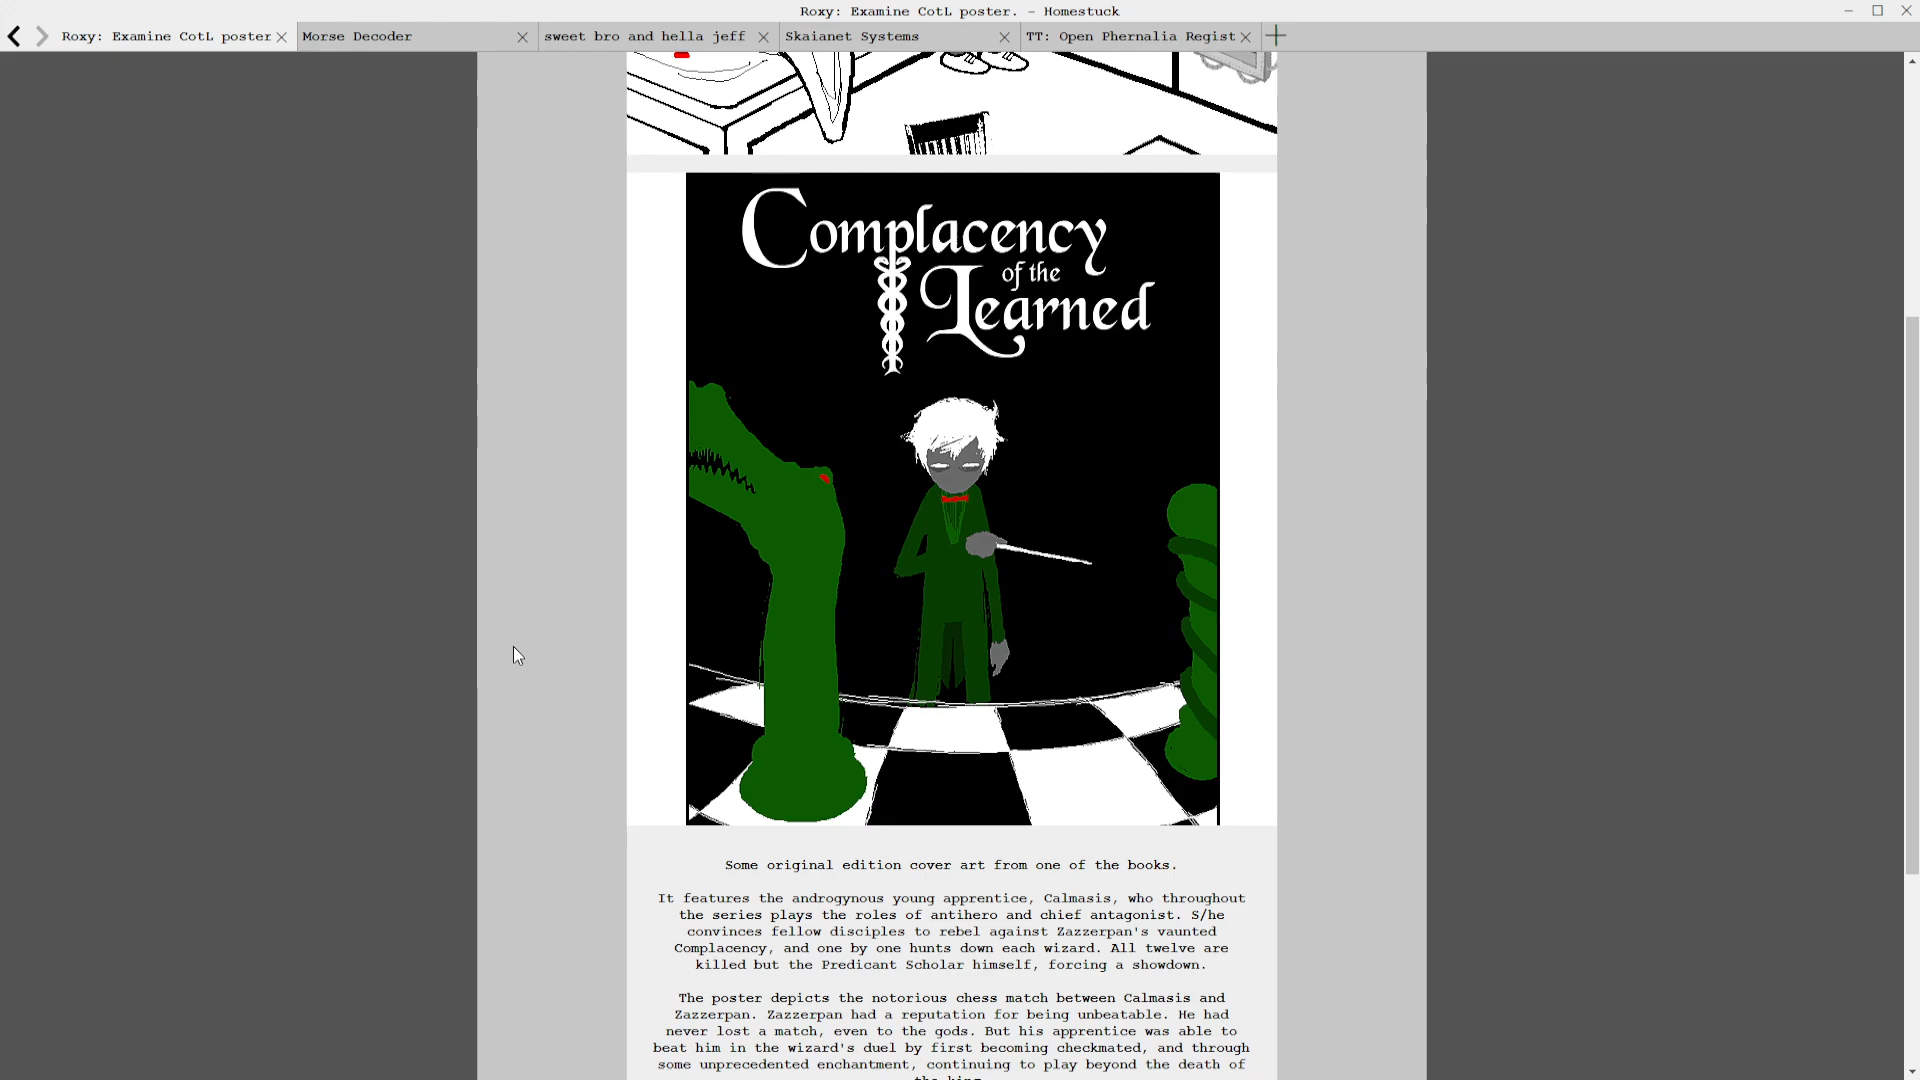 Roxy: Examine CotL poster. - Homestuck
Roxy: Examine CotL poster
Morse Decoder
sweet bro and hella jeff
Skaianet Systems
TT: Open Phernalia Regist
Complacency
of the
Learned
Some original edition cover art from one of the books.
It features the androgynous young apprentice, Calmasis, who throughout
the series plays the roles of antihero and chief antagonist. S/he
convinces fellow disciples to rebel against Zazzerpan's vaunted
Complacency, and one by one hunts down each wizard. All twelve are
killed but the Predicant Scholar himself, forcing a showdown.
The poster depicts the notorious chess match between Calmasis and
Zazzerpan. Zazzerpan had a reputation for being unbeatable. He had
never lost a match, even to the gods. But his apprentice was able to
beat him in the wizard's duel by first becoming checkmated, and through
some unprecedented enchantment, continuing to play beyond the death of